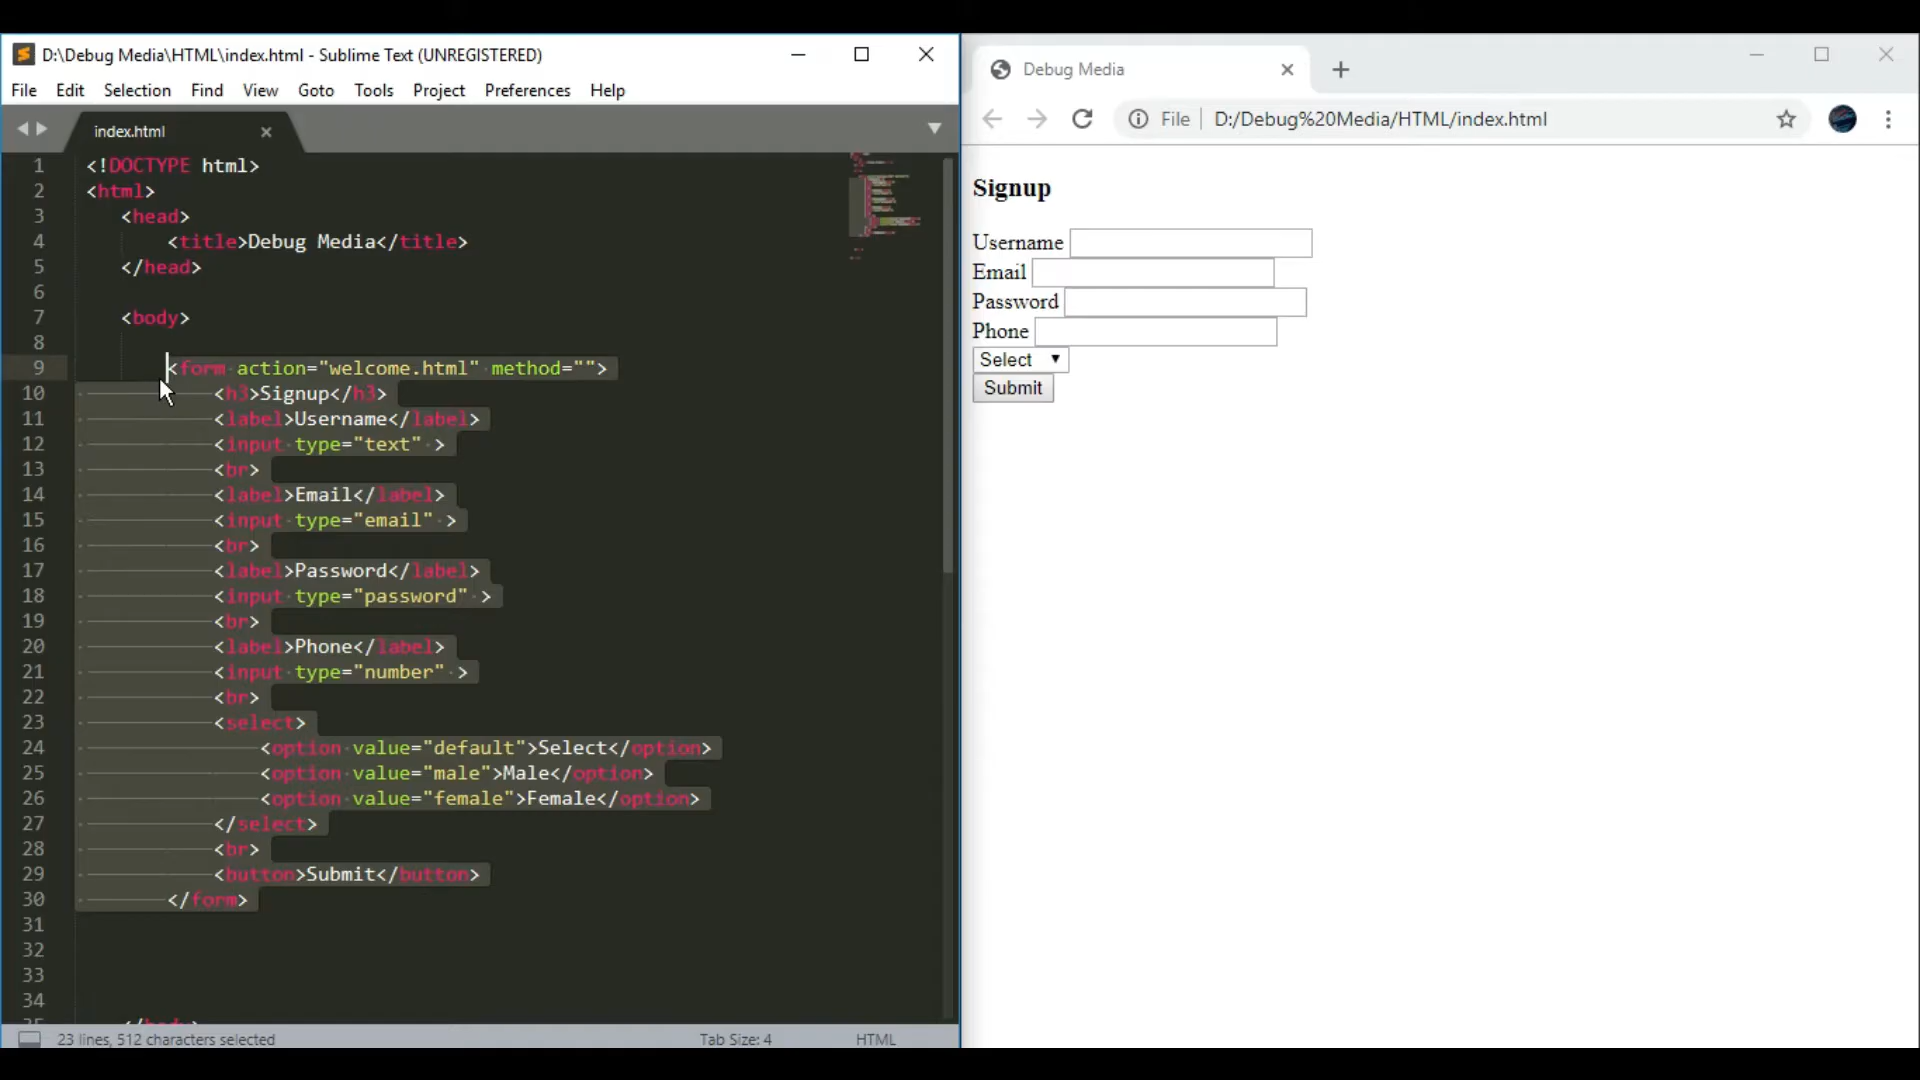 D:\Debug Media\HTML\index.html - Sublime Text (UNREGISTERED)
File Edit Selection Find View Goto Tools Project Preferences Help
index.html
1 <!DOCTYPE html>
2 <html>
3 <head>
4 <title>Debug Media</title>
5 </head>
6
7 <body>
8
9 <form action="welcome.html" method="">
10 <h3>Signup</h3>
11 <label>Username</label>
12 <input type="text" >
13 <br>
14 <label>Email</label>
15 <input type="email" >
16 <br>
17 <label>Password</label>
18 <input type="password" >
19 <br>
20 <label>Phone</label>
21 <input type="number" >
22 <br>
23 <select>
24 <option value="default">Select</option>
25 <option value="male">Male</option>
26 <option value="female">Female</option>
27 </select>
28 <br>
29 <button>Submit</button>
30 </form>
31
32
33
34
35 </body>
23 lines, 512 characters selected
Tab Size: 4
HTML
Debug Media
File D:/Debug%20Media/HTML/index.html
Signup
Username
Email
Password
Phone
Select
Submit